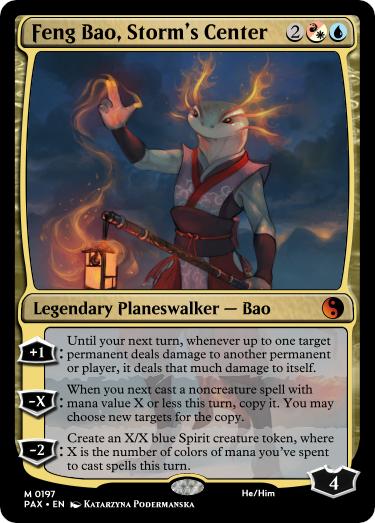 Feng Bao, Storm's Center 2
Legendary Planeswalker — Bao
+1: Until your next turn, whenever up to one target
permanent deals damage to another permanent
or player, it deals that much damage to itself.
-X: When you next cast a noncreature spell with
mana value X or less this turn, copy it. You may
choose new targets for the copy.
-2: Create an X/X blue Spirit creature token, where
X is the number of colors of mana you've spent
to cast spells this turn.
4
M 0197 He/Him
PAX • EN Katarzyna Podermanska